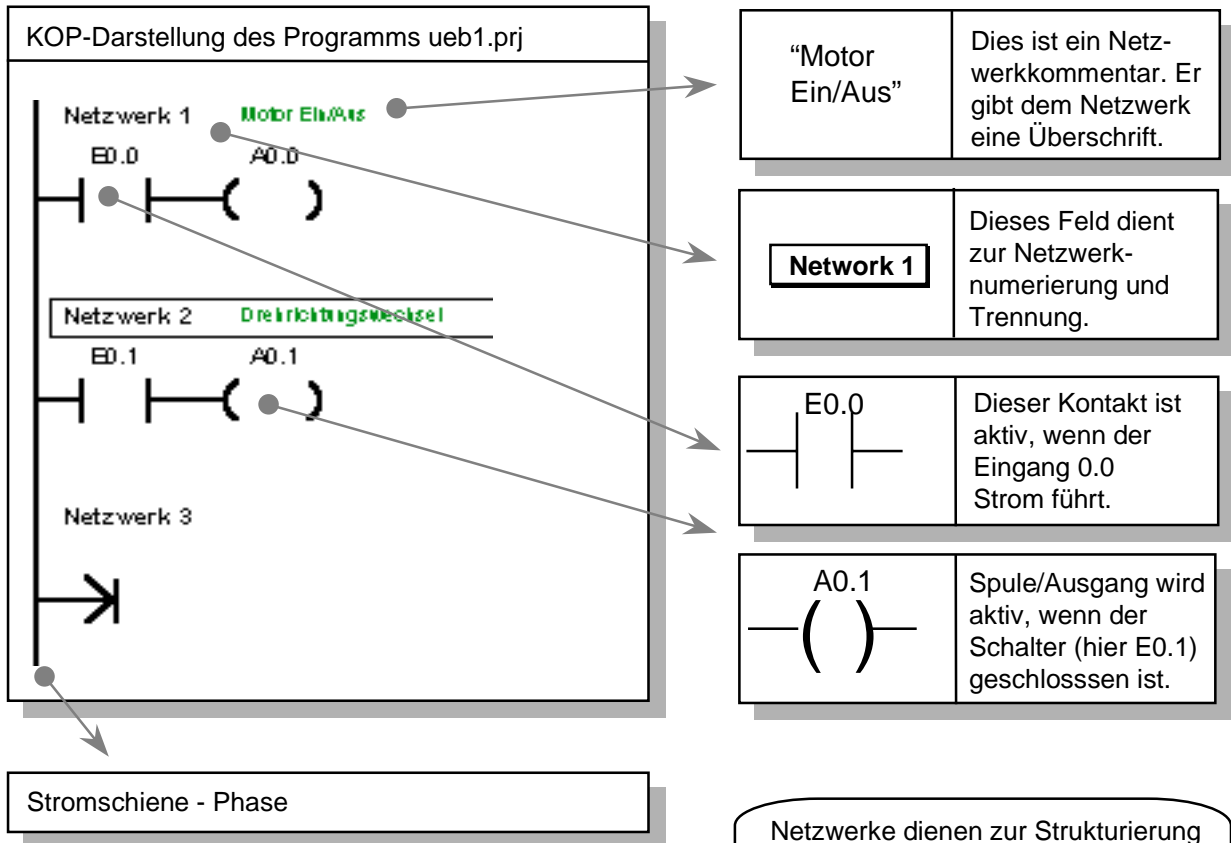 KOP-Darstellung des Programms ueb1.prj
Netzwerk 1 Motor Ein/Aus
E0.0 A0.0
Netzwerk 2 Drehrichtungswechsel
E0.1 A0.1
Netzwerk 3
Stromschiene - Phase
“Motor
Ein/Aus”
Dies ist ein Netz-
werkkommentar. Er
gibt dem Netzwerk
eine Überschrift.
Network 1
Dieses Feld dient
zur Netzwerk-
numerierung und
Trennung.
E0.0
Dieser Kontakt ist
aktiv, wenn der
Eingang 0.0
Strom führt.
A0.1
Spule/Ausgang wird
aktiv, wenn der
Schalter (hier E0.1)
geschlosssen ist.
Netzwerke dienen zur Strukturierung